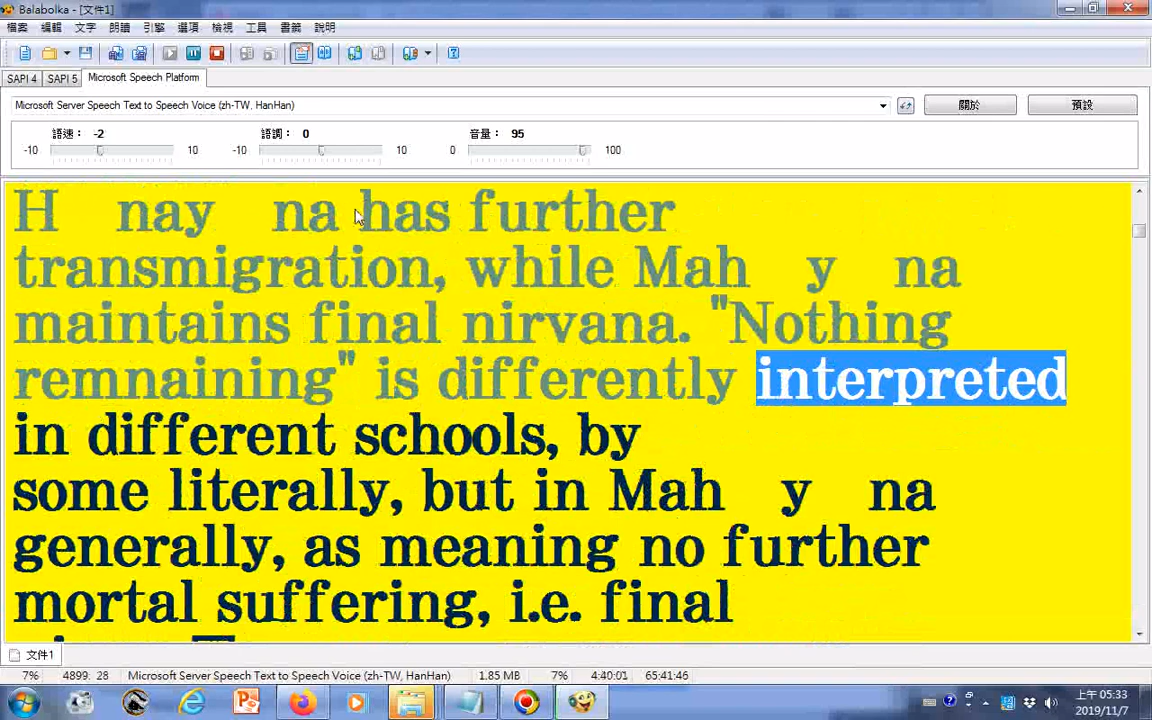 Balabolka - [文件1]
檔案 編輯 文字 朗讀 引擎 選項 檢視 工具 書籤 說明
SAPI 4 SAPI 5 Microsoft Speech Platform
Microsoft Server Speech Text to Speech Voice (zh-TW, HanHan) 關於 預設
語速： -2 語調： 0 音量： 95
-10 10 -10 10 0 100
H nay na has further
transmigration, while Mah y na
maintains final nirvana. "Nothing
remnaining" is differently interpreted
in different schools, by
some literally, but in Mah y na
generally, as meaning no further
mortal suffering, i.e. final
文件1
7% 4899: 28 Microsoft Server Speech Text to Speech Voice (zh-TW, HanHan) 1.85 MB 7% 4:40:01 65:41:46
上午 05:33
2019/11/7